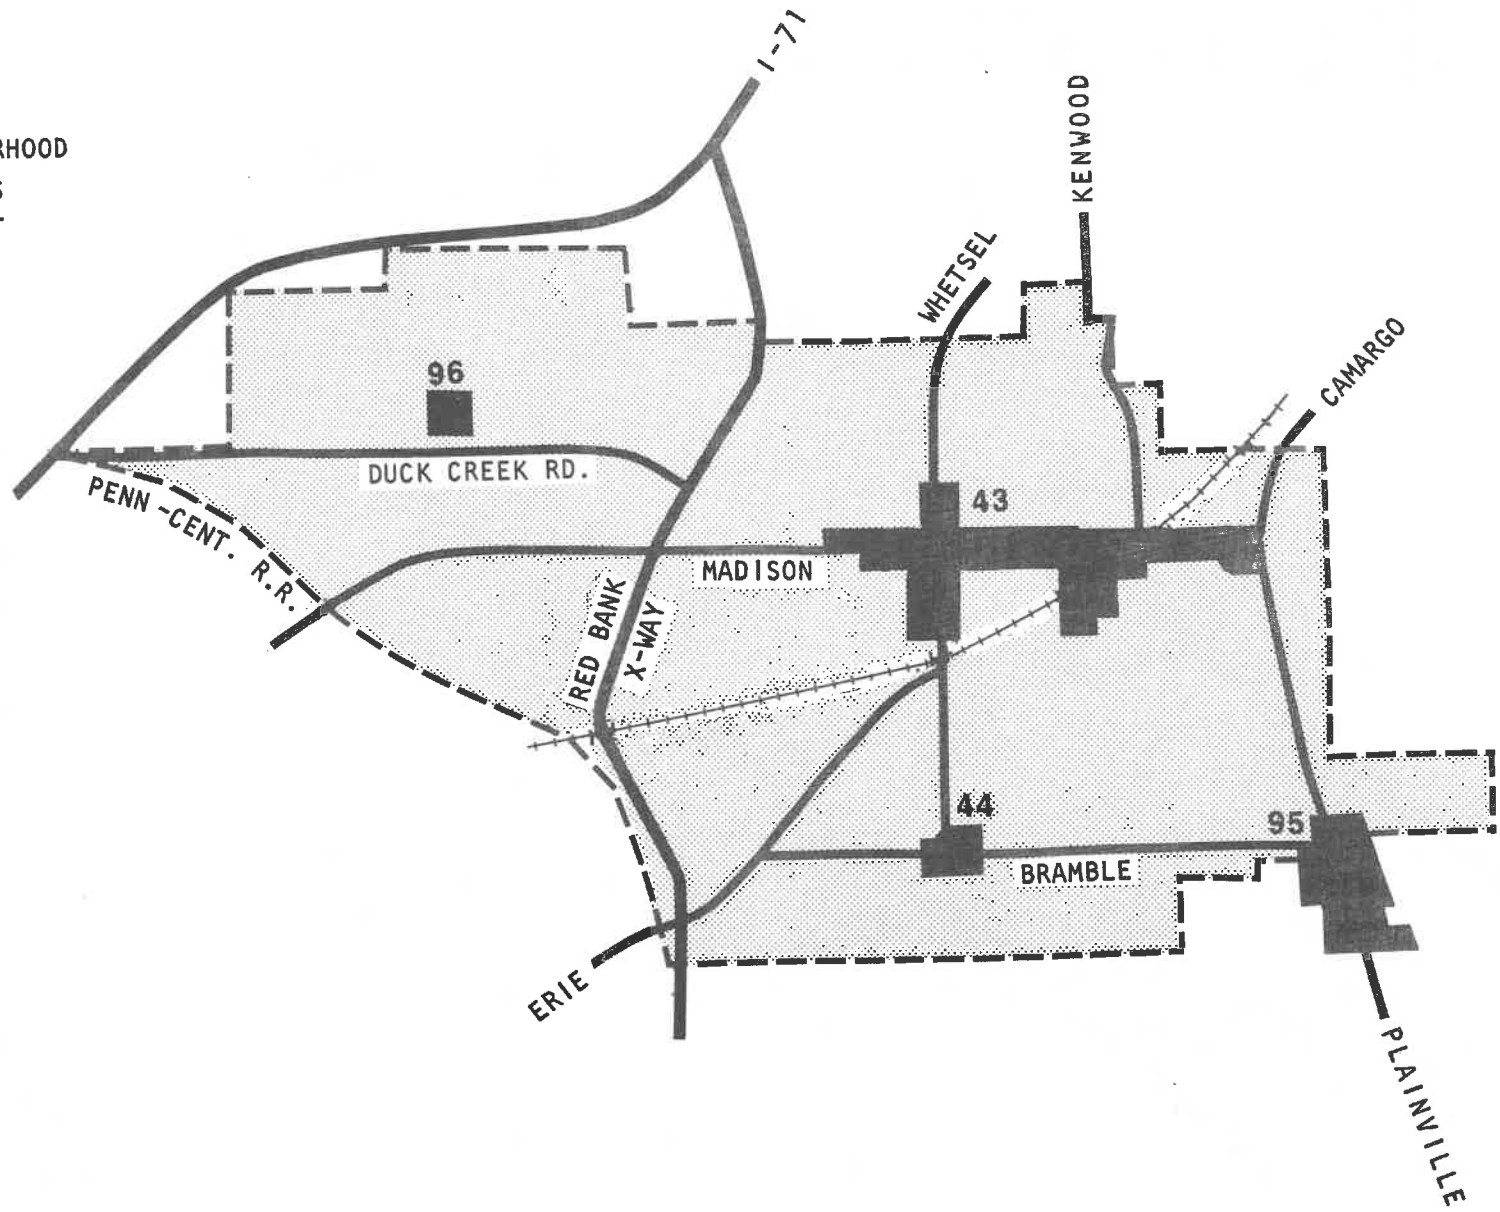 I-71
KENWOOD
RHOOD
WHETSEL
CAMARGO
96
DUCK CREEK RD.
PENN-CENT. R.R.
43
MADISON
RED BANK
X-WAY
44
95
BRAMBLE
ERIE
PLAINVILLE